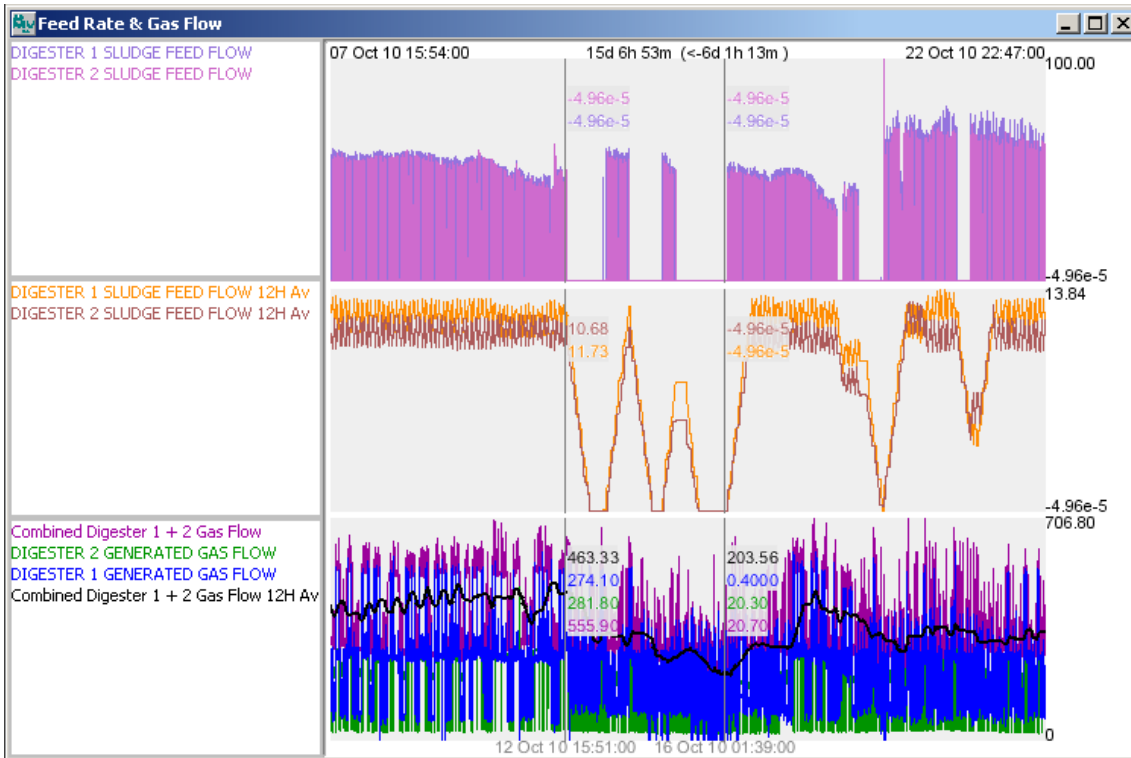 Feed Rate & Gas Flow
DIGESTER 1 SLUDGE FEED FLOW
DIGESTER 2 SLUDGE FEED FLOW
07 Oct 10 15:54:00 15d 6h 53m (<-6d 1h 13m ) 22 Oct 10 22:47:00
100.00
-4.96e-5 -4.96e-5
-4.96e-5 -4.96e-5
-4.96e-5
DIGESTER 1 SLUDGE FEED FLOW 12H Av
DIGESTER 2 SLUDGE FEED FLOW 12H Av
13.84
10.68 -4.96e-5
11.73 -4.96e-5
-4.96e-5
Combined Digester 1 + 2 Gas Flow
DIGESTER 2 GENERATED GAS FLOW
DIGESTER 1 GENERATED GAS FLOW
Combined Digester 1 + 2 Gas Flow 12H Av
706.80
463.33 203.56
274.10 0.4000
281.80 20.30
555.90 20.70
0
12 Oct 10 15:51:00 16 Oct 10 01:39:00